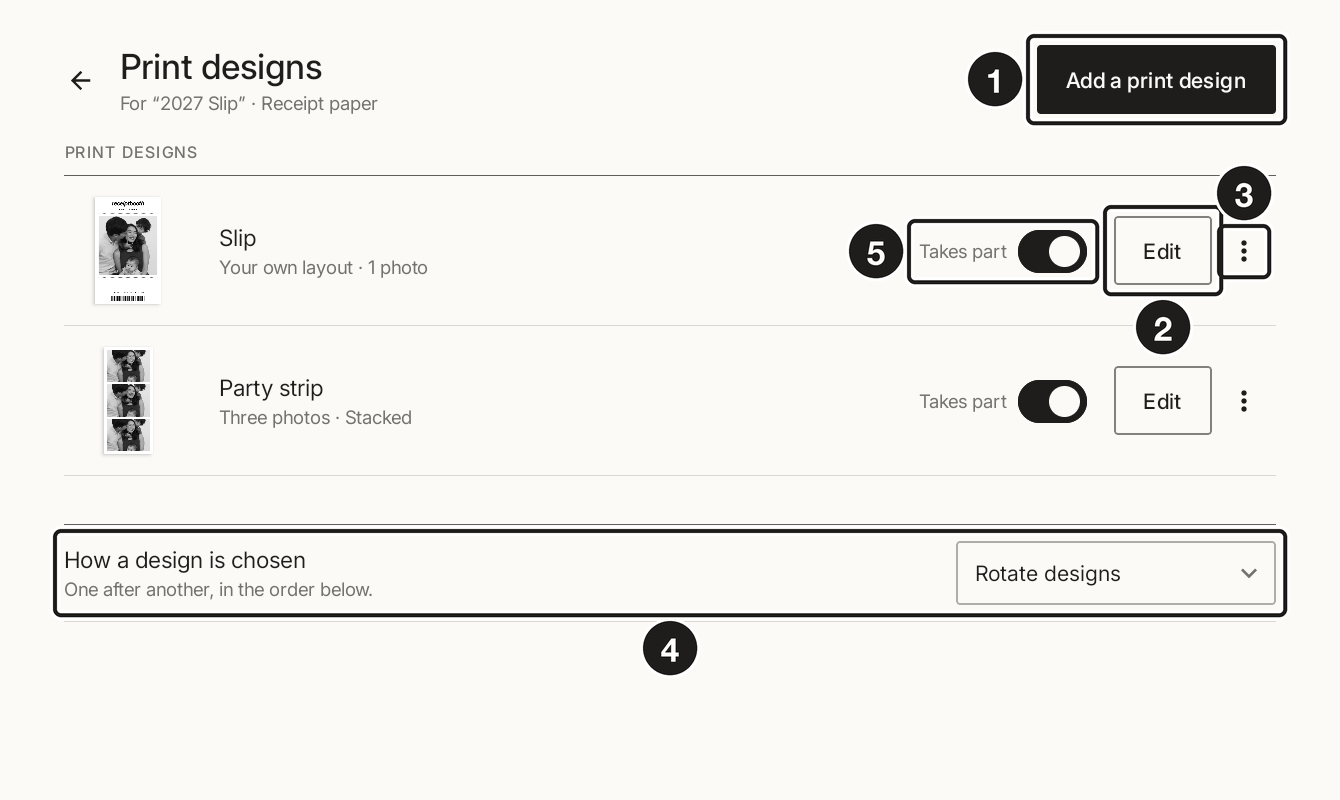 Print designs
For “2027 Slip” · Receipt paper
1
Add a print design
PRINT DESIGNS
3
receiptbooth
Slip
Your own layout · 1 photo
5
Takes part
Edit
2
Party strip
Three photos · Stacked
Takes part
Edit
How a design is chosen
One after another, in the order below.
Rotate designs
4